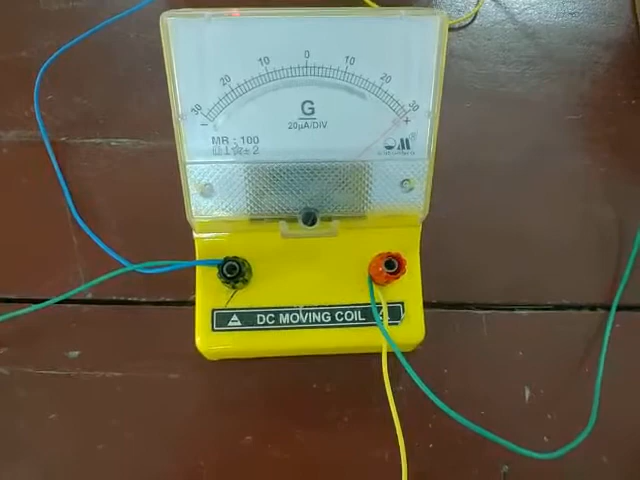 30 20 10 0 10 20 30
− +
G
20µA/DIV
MR - 100
DC MOVING COIL